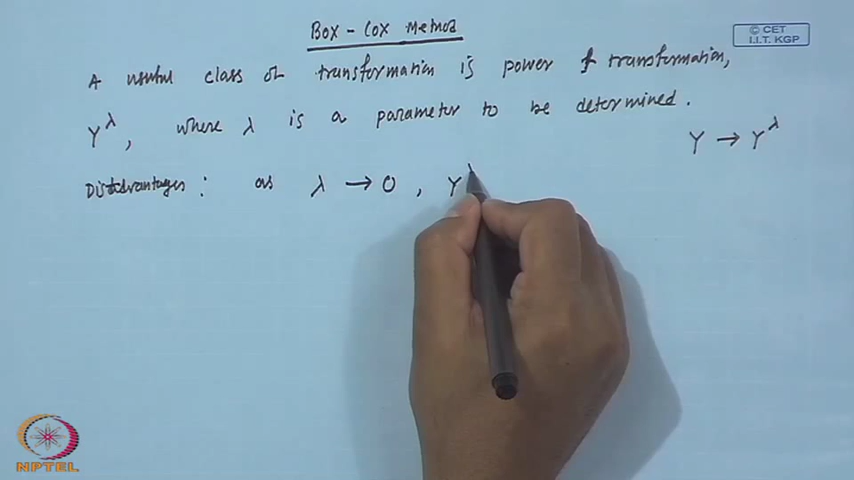 Box-Cox Method
© CET
I.I.T. KGP
A useful class of transformation is power f transformation,
Y^λ, where λ is a parameter to be determined.
Y → Y^λ
Disadvantages : as λ → 0, Y
NPTEL